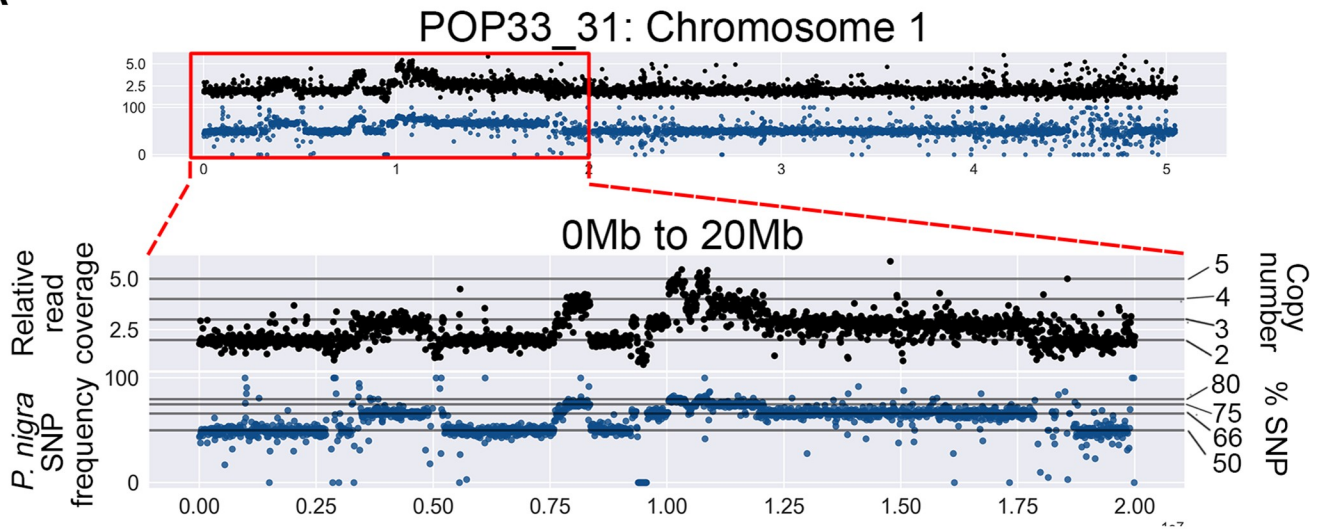 POP33_31: Chromosome 1
5.0
2.5
100
0
0 1 2 3 4 5
0Mb to 20Mb
Relative read coverage
5.0
2.5
5
4
3
2
Copy number
P. nigra SNP frequency
100
0
80
75
66
50
% SNP
0.00 0.25 0.50 0.75 1.00 1.25 1.50 1.75 2.00